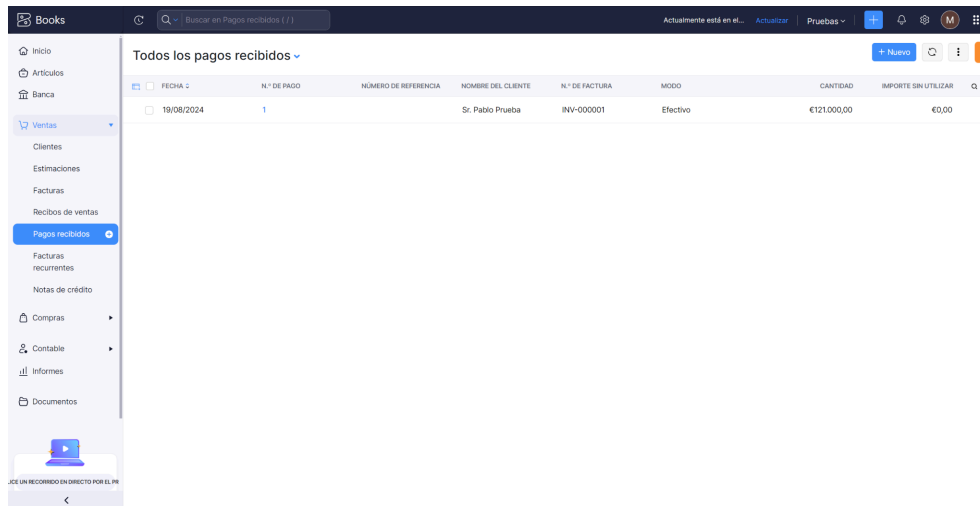 Books
Buscar en Pagos recibidos ( / )
Actualmente está en el... Actualizar Pruebas
M
Inicio
Artículos
Banca
Ventas
Clientes
Estimaciones
Facturas
Recibos de ventas
Pagos recibidos
Facturas
recurrentes
Notas de crédito
Compras
Contable
Informes
Documentos
LICE UN RECORRIDO EN DIRECTO POR EL PR
Todos los pagos recibidos
+ Nuevo
FECHA N.º DE PAGO NÚMERO DE REFERENCIA NOMBRE DEL CLIENTE N.º DE FACTURA MODO CANTIDAD IMPORTE SIN UTILIZAR
19/08/2024 1 Sr. Pablo Prueba INV-000001 Efectivo €121.000,00 €0,00